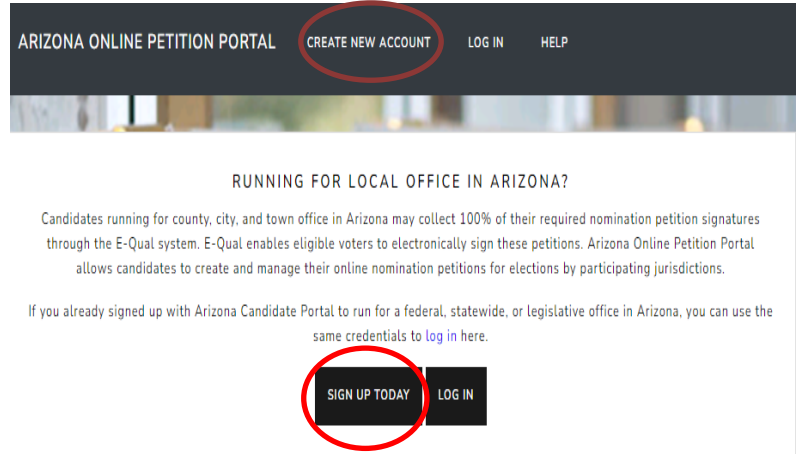 ARIZONA ONLINE PETITION PORTAL CREATE NEW ACCOUNT LOG IN HELP
RUNNING FOR LOCAL OFFICE IN ARIZONA?
Candidates running for county, city, and town office in Arizona may collect 100% of their required nomination petition signatures
through the E-Qual system. E-Qual enables eligible voters to electronically sign these petitions. Arizona Online Petition Portal
allows candidates to create and manage their online nomination petitions for elections by participating jurisdictions.
If you already signed up with Arizona Candidate Portal to run for a federal, statewide, or legislative office in Arizona, you can use the
same credentials to log in here.
SIGN UP TODAY LOG IN